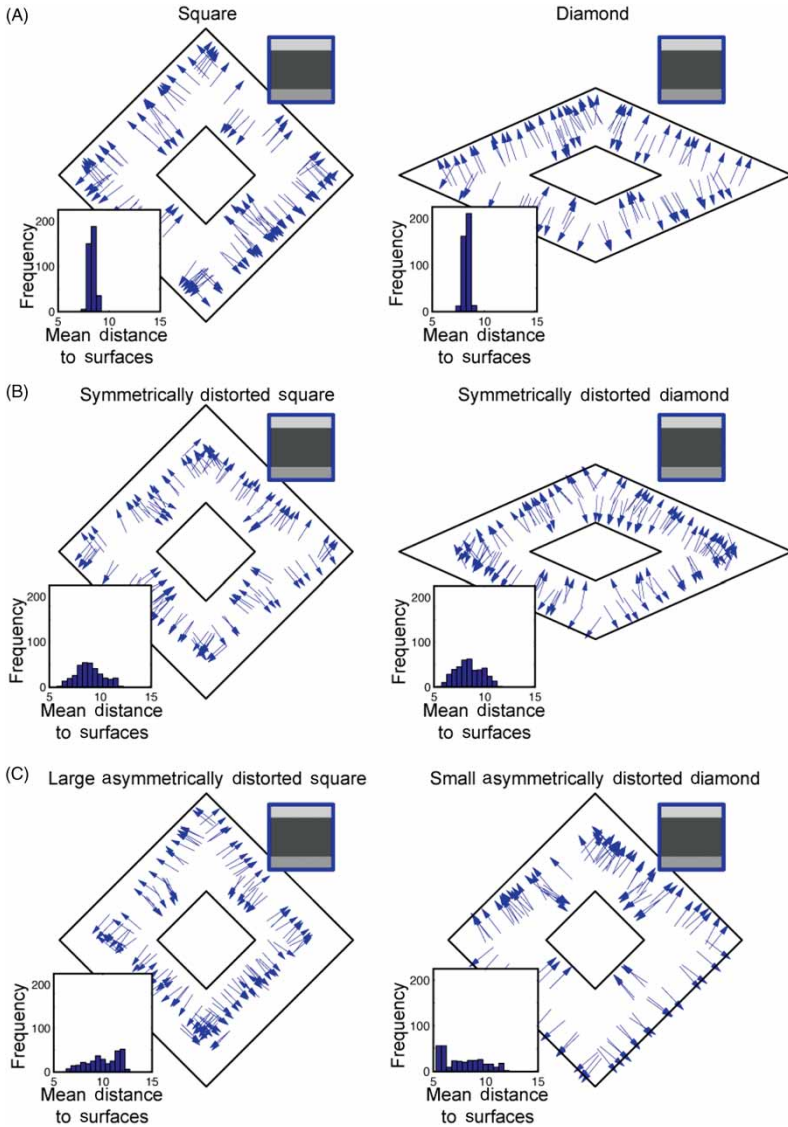 (A)
Square
Diamond
200
100
0
5
10
15
Frequency
Mean distance
to surfaces
200
100
0
5
10
15
Frequency
Mean distance
to surfaces
(B)
Symmetrically distorted square
Symmetrically distorted diamond
200
100
0
5
10
15
Frequency
Mean distance
to surfaces
200
100
0
5
10
15
Frequency
Mean distance
to surfaces
(C)
Large asymmetrically distorted square
Small asymmetrically distorted diamond
200
100
0
5
10
15
Frequency
Mean distance
to surfaces
200
100
0
5
10
15
Frequency
Mean distance
to surfaces